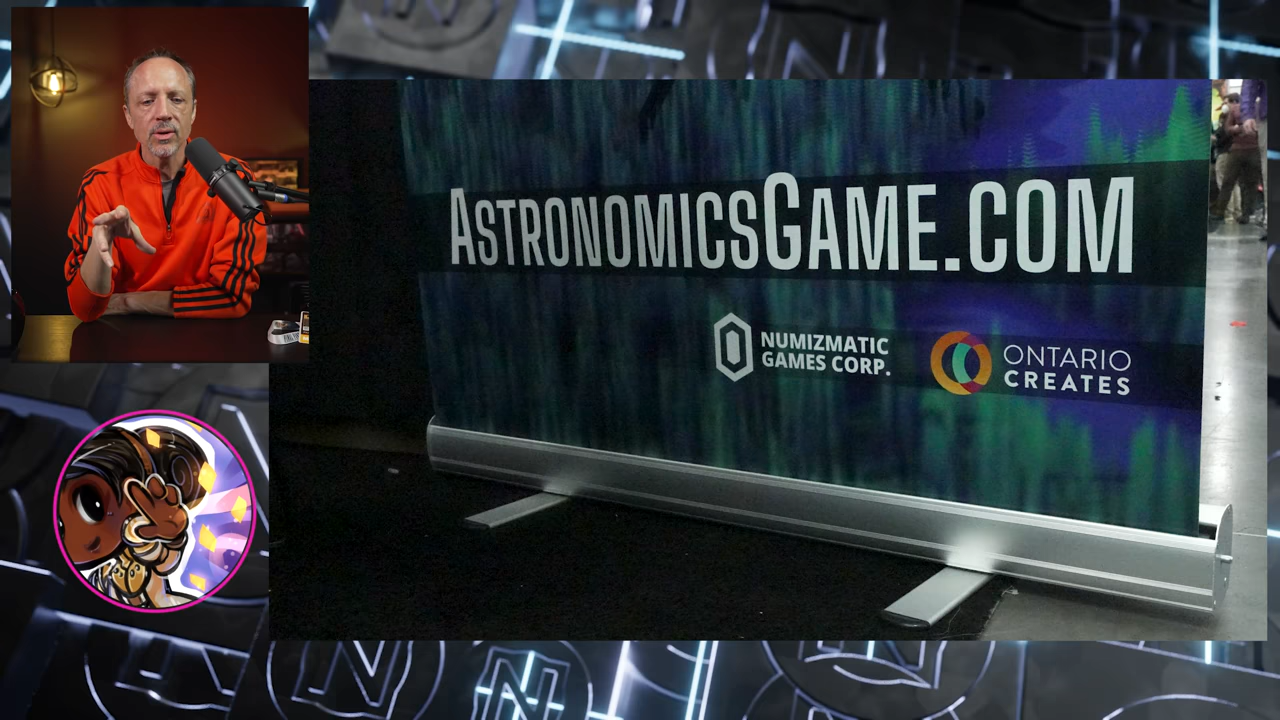 AstronomicsGame.com
NUMIZMATIC
GAMES CORP.
ONTARIO
CREATES